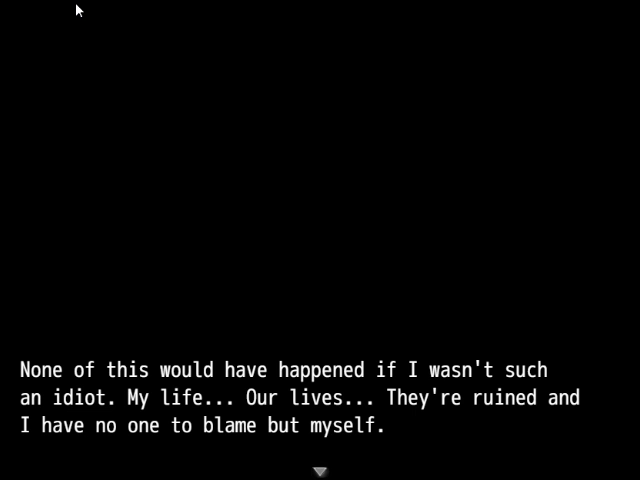 None of this would have happened if I wasn't such
an idiot. My life... Our lives... They're ruined and
I have no one to blame but myself.